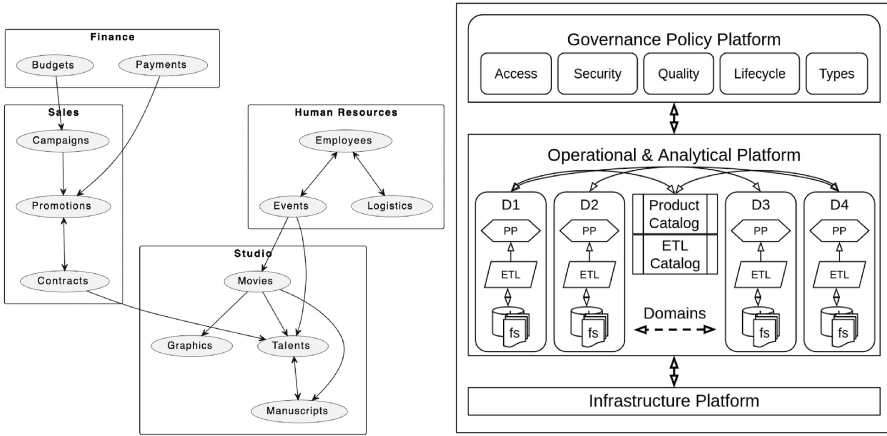 Finance
Budgets
Payments
Sales
Campaigns
Promotions
Contracts
Human Resources
Employees
Events
Logistics
Studio
Movies
Graphics
Talents
Manuscripts
Governance Policy Platform
Access
Security
Quality
Lifecycle
Types
Operational & Analytical Platform
D1
PP
ETL
fs
D2
PP
ETL
fs
Product
Catalog
ETL
Catalog
Domains
D3
PP
ETL
fs
D4
PP
ETL
fs
Infrastructure Platform